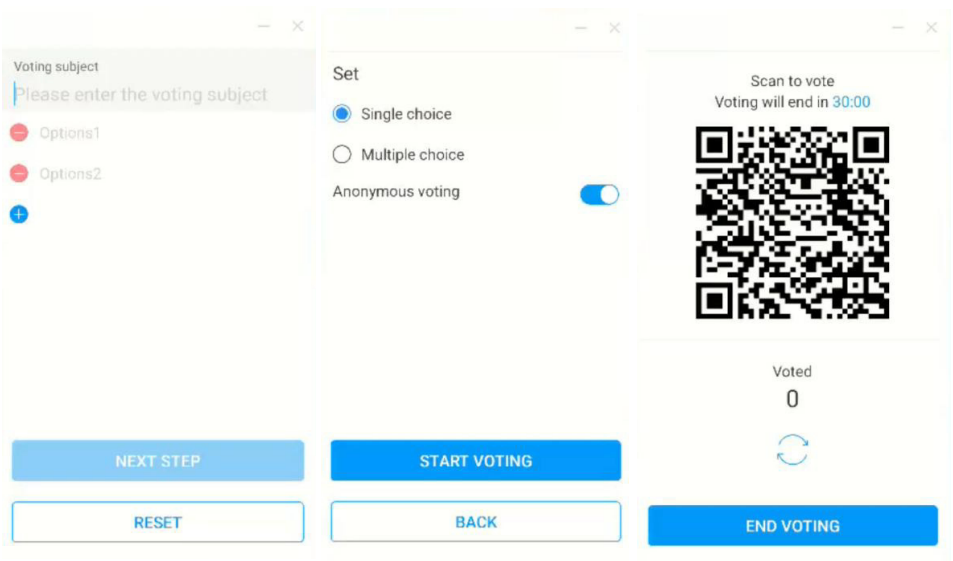 Voting subject
Please enter the voting subject
Options1
Options2
NEXT STEP
RESET
Set
Single choice
Multiple choice
Anonymous voting
START VOTING
BACK
Scan to vote
Voting will end in 30:00
Voted
0
END VOTING